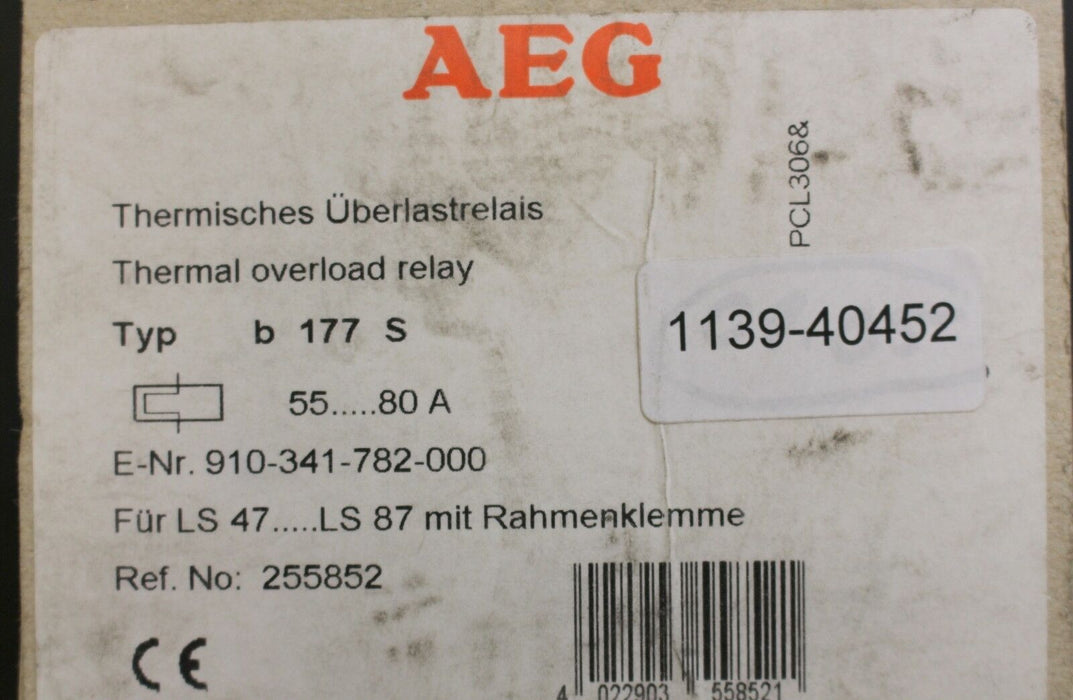 AEG
PCL306&
Thermisches Überlastrelais
Thermal overload relay
Typ b 177 S
1139-40452
55.....80 A
E-Nr. 910-341-782-000
Für LS 47.....LS 87 mit Rahmenklemme
Ref. No: 255852
CE
4 022903 558521